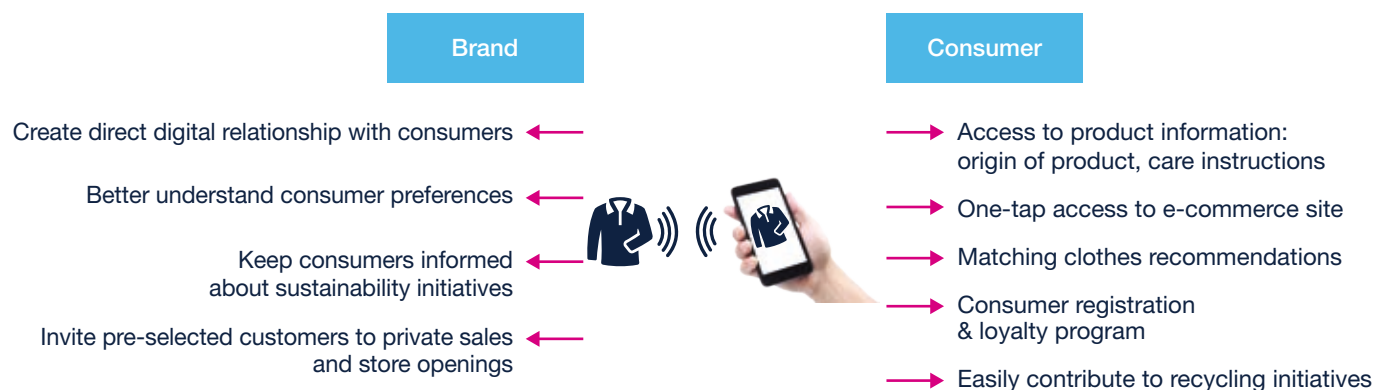 Brand
Create direct digital relationship with consumers
Better understand consumer preferences
Keep consumers informed
about sustainability initiatives
Invite pre-selected customers to private sales
and store openings
Consumer
Access to product information:
origin of product, care instructions
One-tap access to e-commerce site
Matching clothes recommendations
Consumer registration
& loyalty program
Easily contribute to recycling initiatives